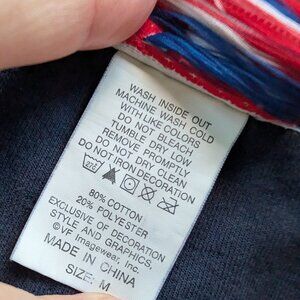 WASH INSIDE OUT
MACHINE WASH COLD
WITH LIKE COLORS
DO NOT BLEACH
TUMBLE DRY LOW
REMOVE PROMPTLY
DO NOT DRY CLEAN
DO NOT IRON DECORATION
80% COTTON
20% POLYESTER
EXCLUSIVE OF DECORATION
STYLE AND GRAPHICS,
©VF Imagewear, Inc.
MADE IN CHINA
SIZE: M